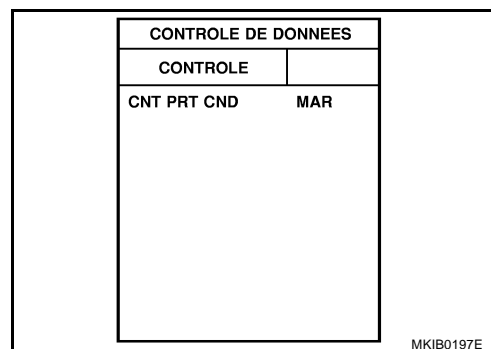 CONTROLE DE DONNEES
CONTROLE
CNT PRT CND MAR
MKIB0197E